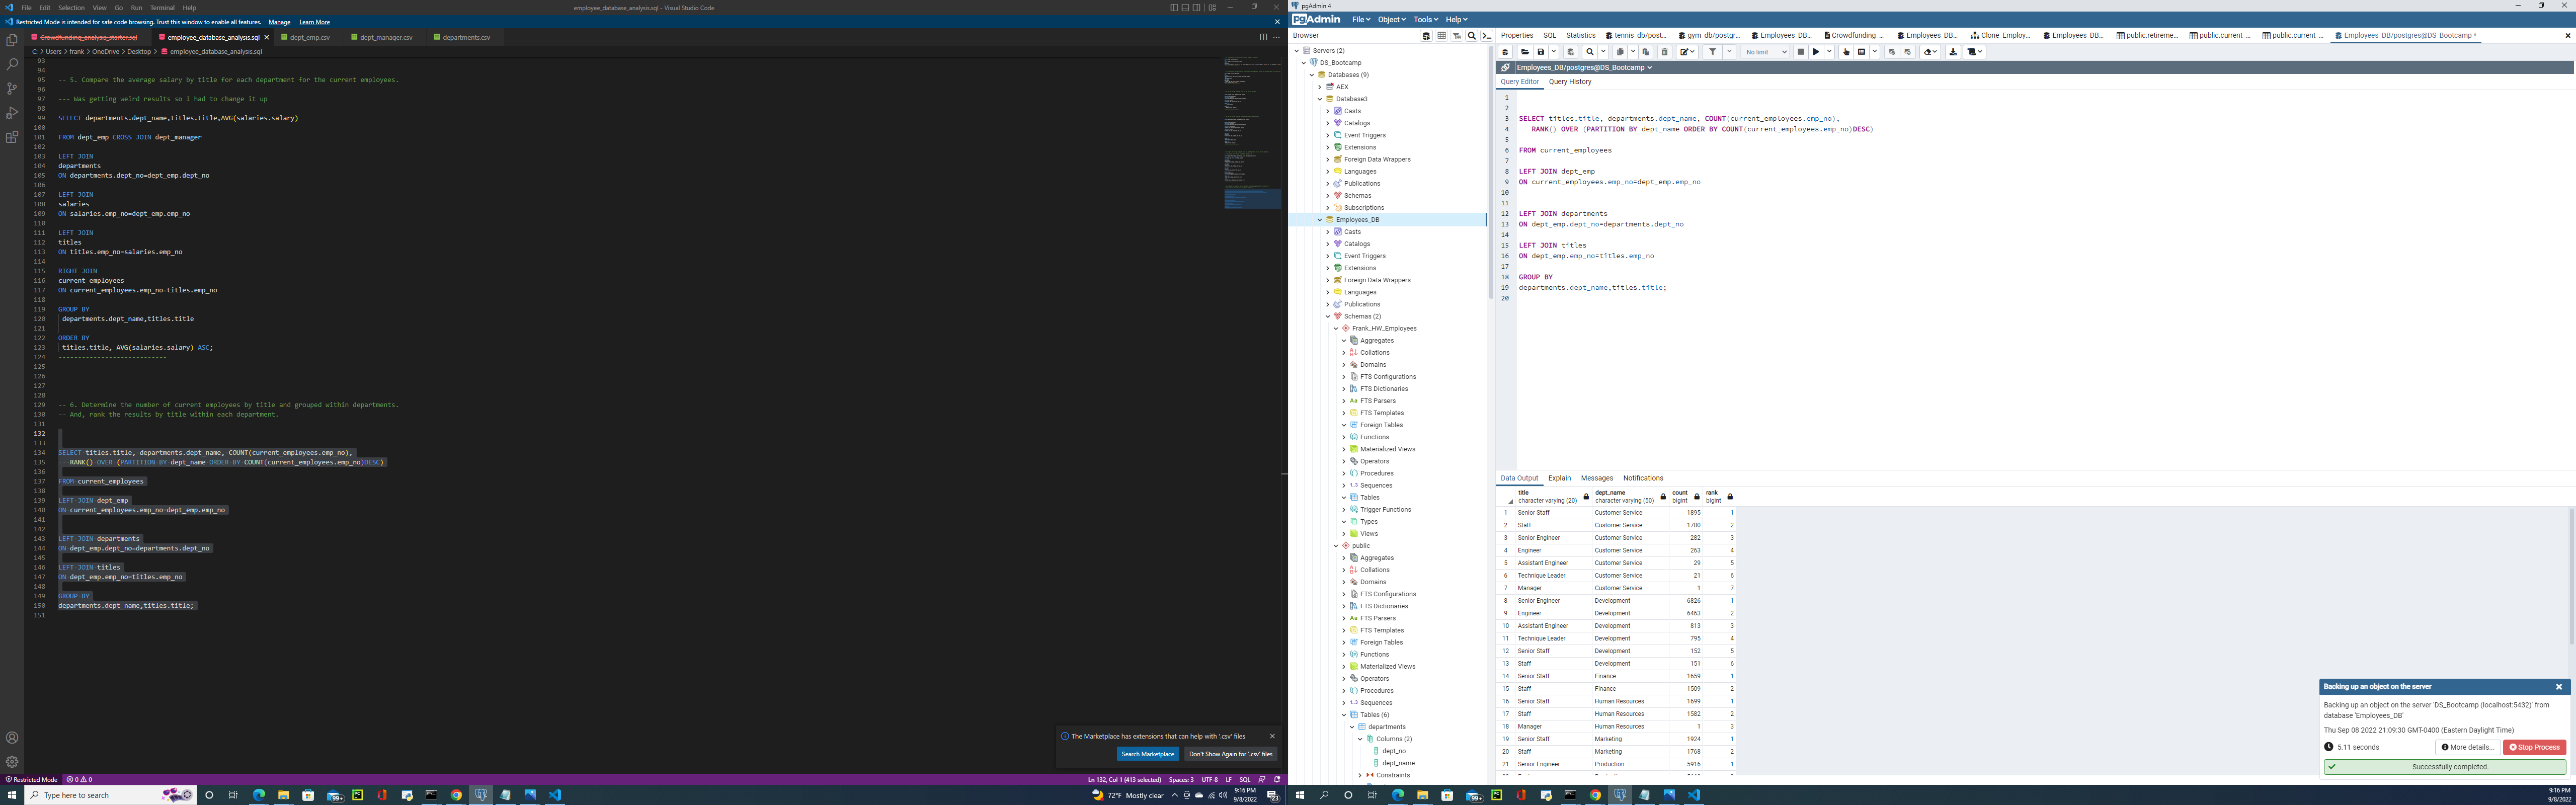 File Edit Selection View Go Run Terminal Help
employee_database_analysis.sql - Visual Studio Code
Restricted Mode is intended for safe code browsing. Trust this window to enable all features. Manage Learn More
Crowdfunding_analysis_starter.sql employee_database_analysis.sql dept_emp.csv dept_manager.csv departments.csv
C: > Users > frank > OneDrive > Desktop > employee_database_analysis.sql
93
94
95 -- 5. Compare the average salary by title for each department for the current employees.
96
97 --- Was getting weird results so I had to change it up
98
99 SELECT departments.dept_name,titles.title,AVG(salaries.salary)
100
101 FROM dept_emp CROSS JOIN dept_manager
102
103 LEFT JOIN
104 departments
105 ON departments.dept_no=dept_emp.dept_no
106
107 LEFT JOIN
108 salaries
109 ON salaries.emp_no=dept_emp.emp_no
110
111 LEFT JOIN
112 titles
113 ON titles.emp_no=salaries.emp_no
114
115 RIGHT JOIN
116 current_employees
117 ON current_employees.emp_no=titles.emp_no
118
119 GROUP BY
120 departments.dept_name,titles.title
121
122 ORDER BY
123 titles.title, AVG(salaries.salary) ASC;
124 ----------------------------
125
126
127
128
129 -- 6. Determine the number of current employees by title and grouped within departments.
130 -- And, rank the results by title within each department.
131
132
133
134 SELECT titles.title, departments.dept_name, COUNT(current_employees.emp_no),
135 RANK() OVER (PARTITION BY dept_name ORDER BY COUNT(current_employees.emp_no)DESC)
136
137 FROM current_employees
138
139 LEFT JOIN dept_emp
140 ON current_employees.emp_no=dept_emp.emp_no
141
142
143 LEFT JOIN departments
144 ON dept_emp.dept_no=departments.dept_no
145
146 LEFT JOIN titles
147 ON dept_emp.emp_no=titles.emp_no
148
149 GROUP BY
150 departments.dept_name,titles.title;
151
The Marketplace has extensions that can help with '.csv' files
Search Marketplace Don't Show Again for '.csv' files
Restricted Mode 0 0 Ln 132, Col 1 (413 selected) Spaces: 3 UTF-8 LF SQL
Type here to search 99+ 72°F Mostly clear 9:16 PM
9/8/2022 23
pgAdmin 4
pgAdmin File Object Tools Help
Browser
Servers (2)
DS_Bootcamp
Databases (9)
AEX
Database3
Casts
Catalogs
Event Triggers
Extensions
Foreign Data Wrappers
Languages
Publications
Schemas
Subscriptions
Employees_DB
Casts
Catalogs
Event Triggers
Extensions
Foreign Data Wrappers
Languages
Publications
Schemas (2)
Frank_HW_Employees
Aggregates
Collations
Domains
FTS Configurations
FTS Dictionaries
FTS Parsers
FTS Templates
Foreign Tables
Functions
Materialized Views
Operators
Procedures
Sequences
Tables
Trigger Functions
Types
Views
public
Aggregates
Collations
Domains
FTS Configurations
FTS Dictionaries
FTS Parsers
FTS Templates
Foreign Tables
Functions
Materialized Views
Operators
Procedures
Sequences
Tables (6)
departments
Columns (2)
dept_no
dept_name
Constraints
Properties SQL Statistics tennis_db/post... gym_db/postgr... Employees_DB... Crowdfunding_... Employees_DB... Clone_Employ... Employees_DB... public.retireme... public.current_... public.current_... Employees_DB/postgres@DS_Bootcamp *
No limit
Employees_DB/postgres@DS_Bootcamp
Query Editor Query History
1
2
3 SELECT titles.title, departments.dept_name, COUNT(current_employees.emp_no),
4 RANK() OVER (PARTITION BY dept_name ORDER BY COUNT(current_employees.emp_no)DESC)
5
6 FROM current_employees
7
8 LEFT JOIN dept_emp
9 ON current_employees.emp_no=dept_emp.emp_no
10
11
12 LEFT JOIN departments
13 ON dept_emp.dept_no=departments.dept_no
14
15 LEFT JOIN titles
16 ON dept_emp.emp_no=titles.emp_no
17
18 GROUP BY
19 departments.dept_name,titles.title;
20
Data Output Explain Messages Notifications
title dept_name count rank
character varying (20) character varying (50) bigint bigint
1 Senior Staff Customer Service 1895 1
2 Staff Customer Service 1780 2
3 Senior Engineer Customer Service 282 3
4 Engineer Customer Service 263 4
5 Assistant Engineer Customer Service 29 5
6 Technique Leader Customer Service 21 6
7 Manager Customer Service 1 7
8 Senior Engineer Development 6826 1
9 Engineer Development 6463 2
10 Assistant Engineer Development 813 3
11 Technique Leader Development 795 4
12 Senior Staff Development 152 5
13 Staff Development 151 6
14 Senior Staff Finance 1659 1
15 Staff Finance 1509 2
16 Senior Staff Human Resources 1699 1
17 Staff Human Resources 1582 2
18 Manager Human Resources 1 3
19 Senior Staff Marketing 1924 1
20 Staff Marketing 1768 2
21 Senior Engineer Production 5916 1
Backing up an object on the server
Backing up an object on the server 'DS_Bootcamp (localhost:5432)' from
database 'Employees_DB'
Thu Sep 08 2022 21:09:30 GMT-0400 (Eastern Daylight Time)
5.11 seconds More details... Stop Process
Successfully completed.
99+ 9:16 PM
9/8/2022